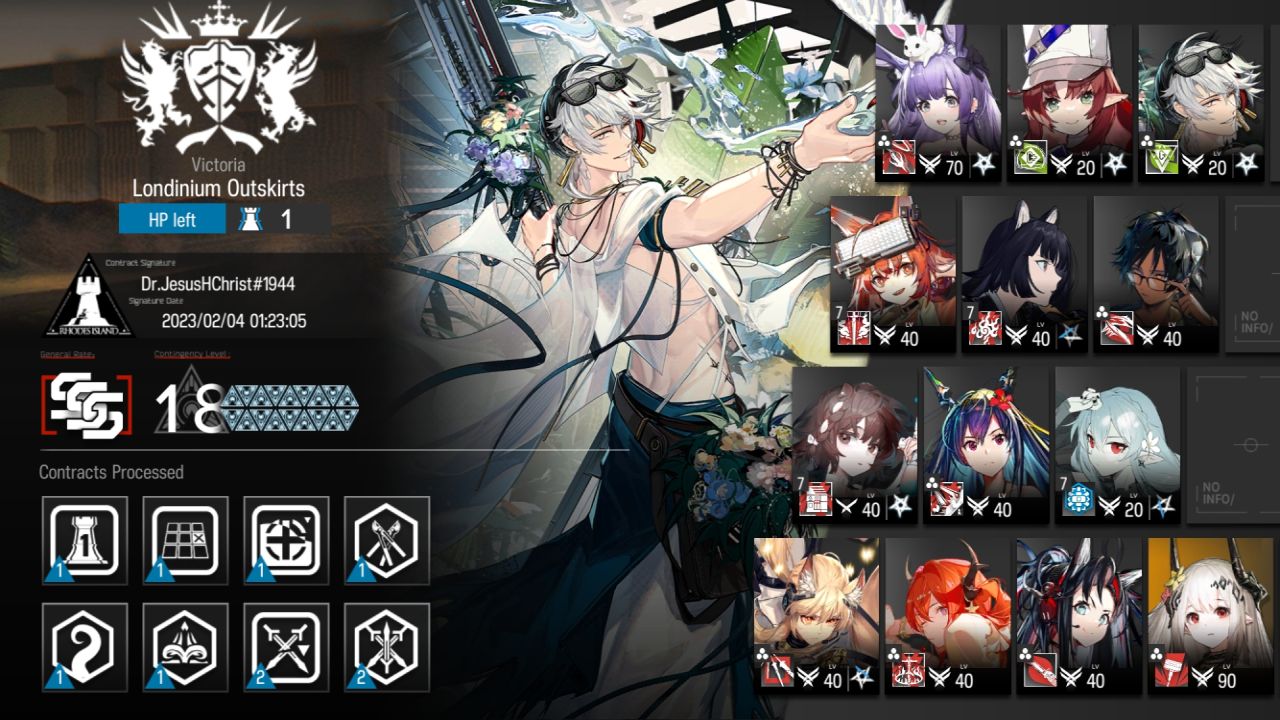 Victoria
Londinium Outskirts
HP left 1
Contract Signature
Dr.JesusHChrist#1944
Signature Date
2023/02/04 01:23:05
RHODES ISLAND
General Rate:
Contingency Level:
18
Contracts Processed
1
1
1
1
1
1
2
2
LV 70
LV 20
LV 20
7 LV 40
7 LV 40
LV 40
NO INFO/
7 LV 40
LV 40
7 LV 20
NO INFO/
LV 40
LV 40
LV 40
LV 90